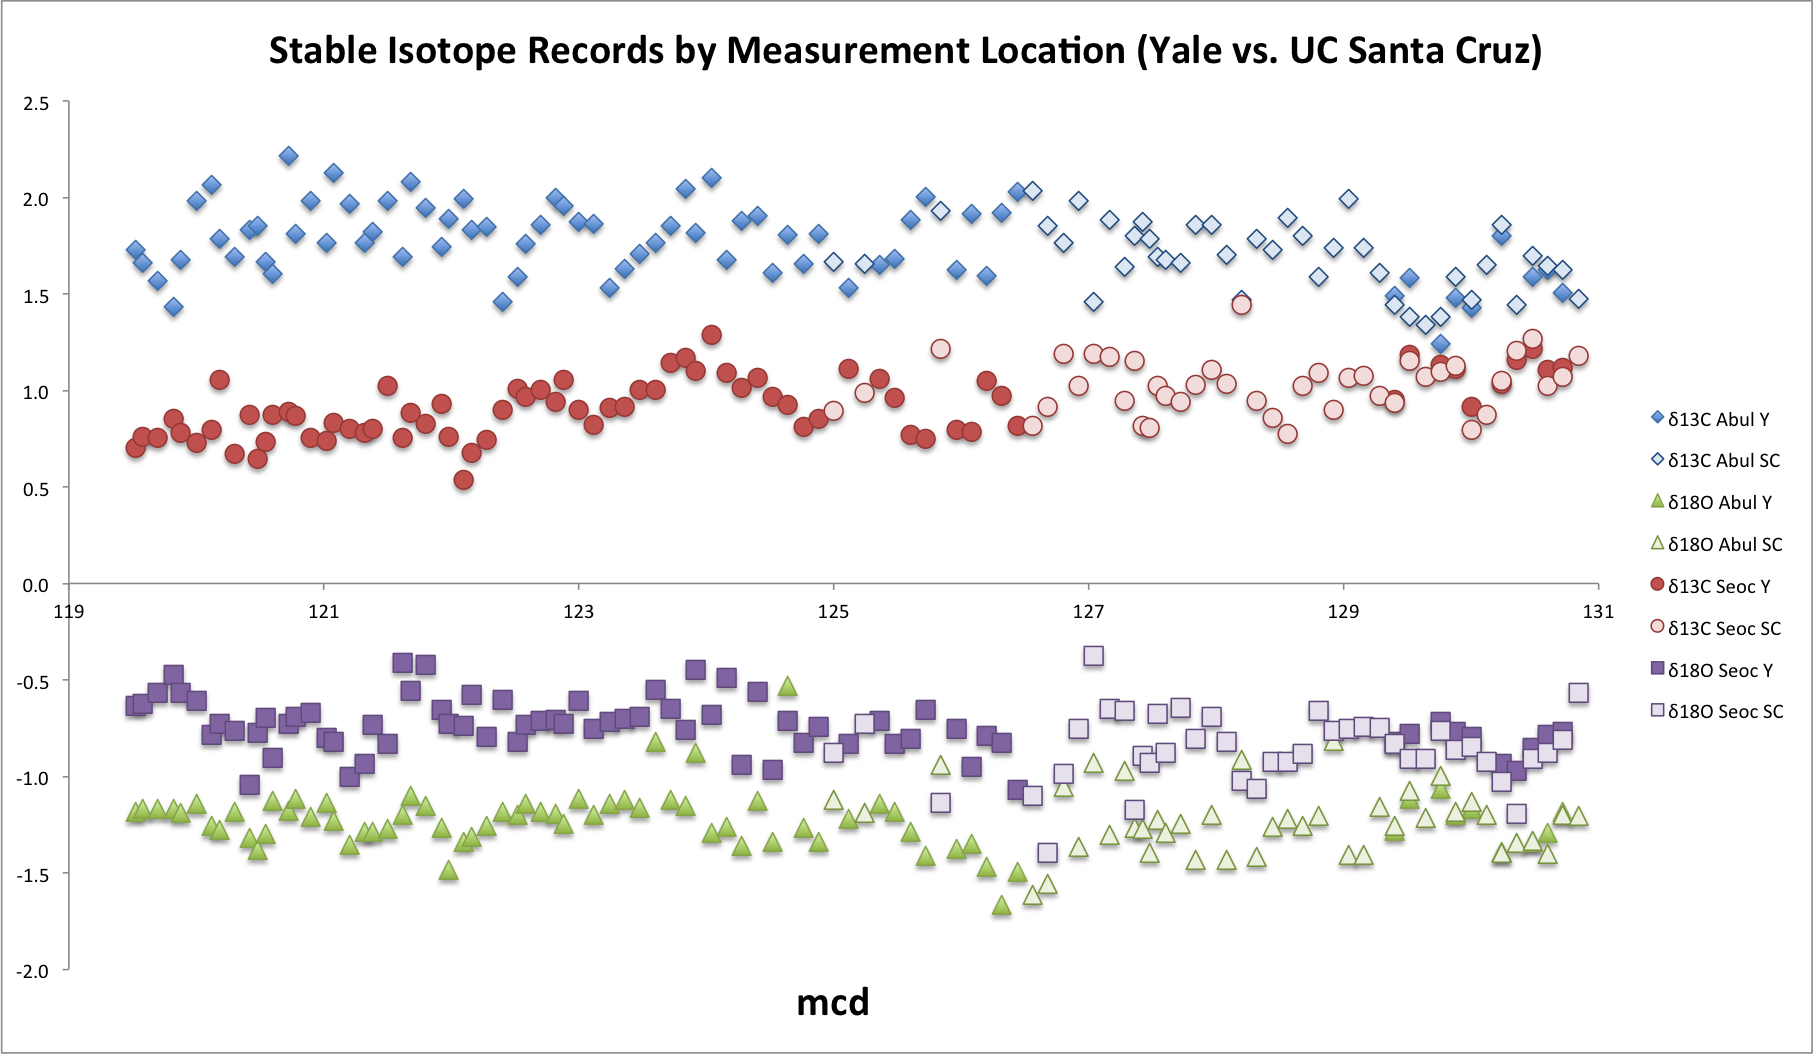 Stable Isotope Records by Measurement Location (Yale vs. UC Santa Cruz)
2.5
2.0
1.5
1.0
0.5
0.0
119 121 123 125 127 129 131
-0.5
-1.0
-1.5
-2.0
mcd
δ13C Abul Y
δ13C Abul SC
δ18O Abul Y
δ18O Abul SC
δ13C Seoc Y
δ13C Seoc SC
δ18O Seoc Y
δ18O Seoc SC